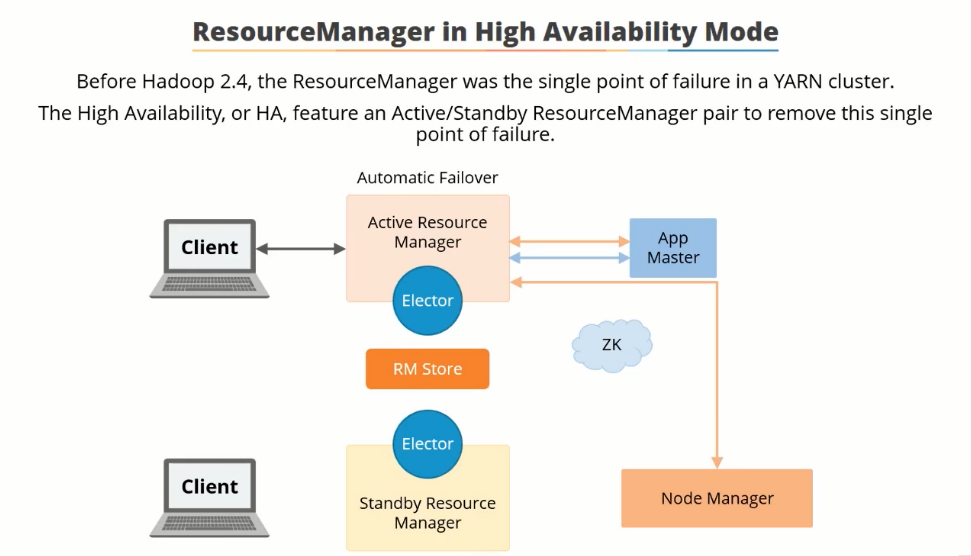 ResourceManager in High Availability Mode
Before Hadoop 2.4, the ResourceManager was the single point of failure in a YARN cluster.
The High Availability, or HA, feature an Active/Standby ResourceManager pair to remove this single
point of failure.
Automatic Failover
Client
Active Resource
Manager
App
Master
Elector
ZK
RM Store
Elector
Client
Standby Resource
Manager
Node Manager